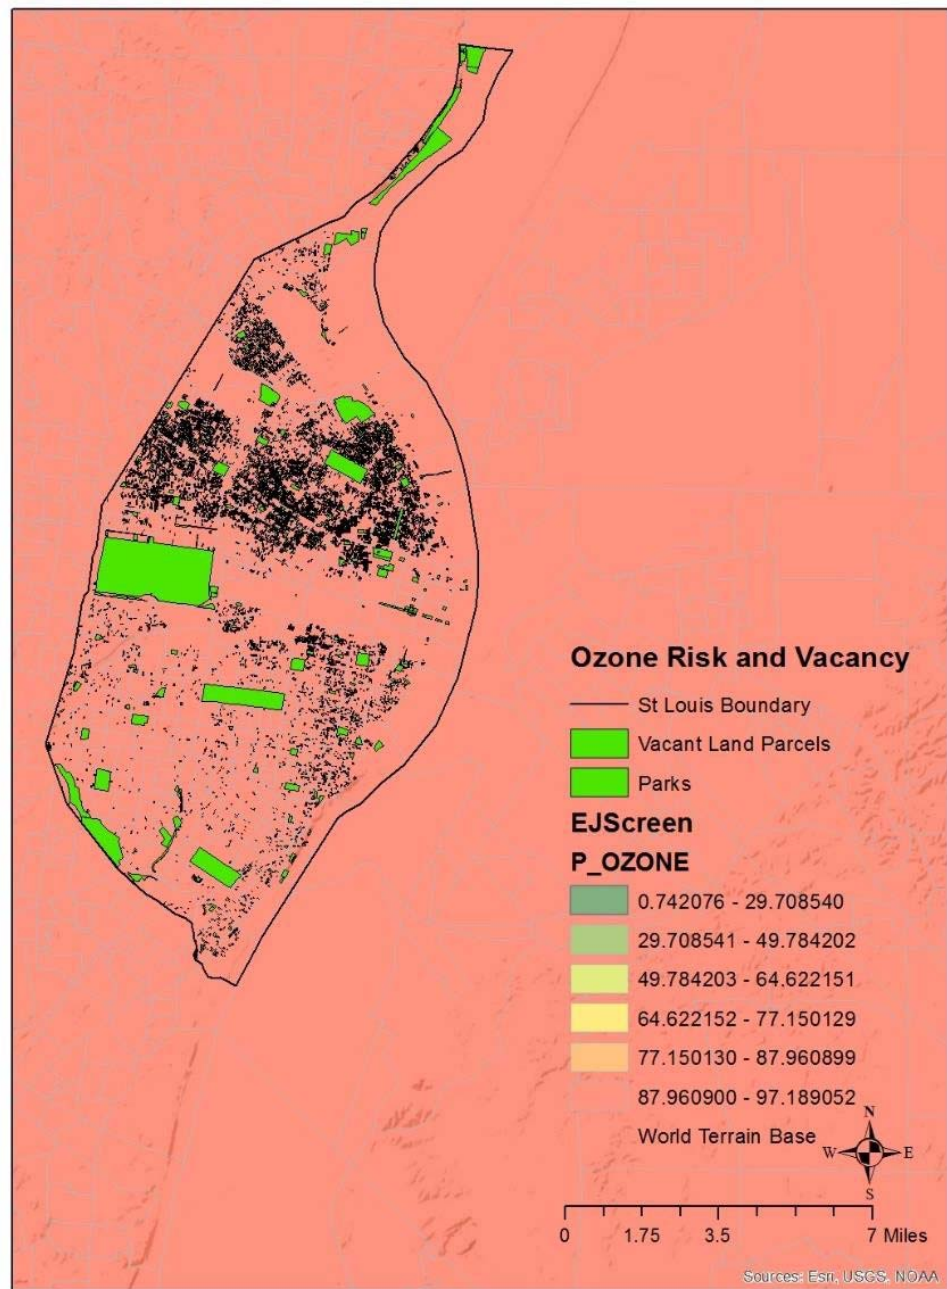 Ozone Risk and Vacancy
St Louis Boundary
Vacant Land Parcels
Parks
EJScreen
P_OZONE
0.742076 - 29.708540
29.708541 - 49.784202
49.784203 - 64.622151
64.622152 - 77.150129
77.150130 - 87.960899
87.960900 - 97.189052
World Terrain Base
N
W E
S
0 1.75 3.5 7 Miles
Sources: Esri, USGS, NOAA